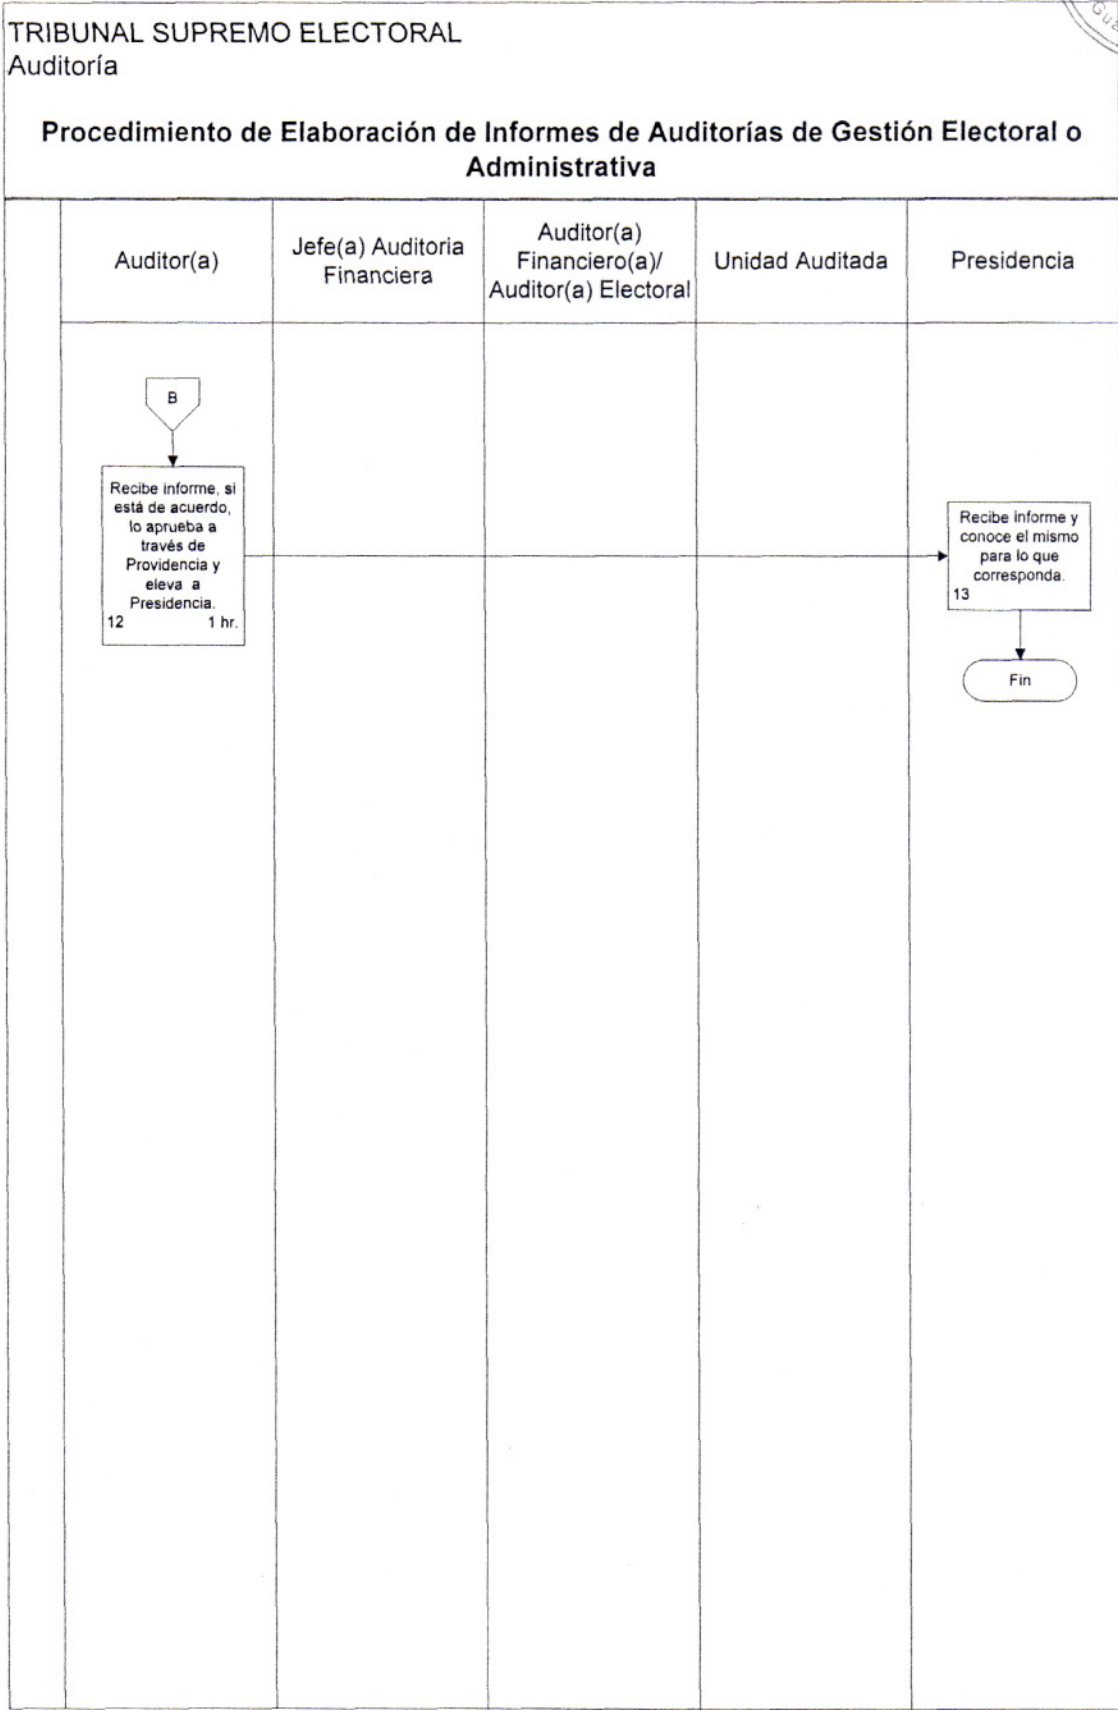 TRIBUNAL SUPREMO ELECTORAL
Auditoría
Procedimiento de Elaboración de Informes de Auditorías de Gestión Electoral o
Administrativa
Auditor(a)
Jefe(a) Auditoria
Financiera
Auditor(a)
Financiero(a)/
Auditor(a) Electoral
Unidad Auditada
Presidencia
B
Recibe informe, si
está de acuerdo,
lo aprueba a
través de
Providencia y
eleva a
Presidencia.
12 1 hr.
Recibe informe y
conoce el mismo
para lo que
corresponda.
13
Fin